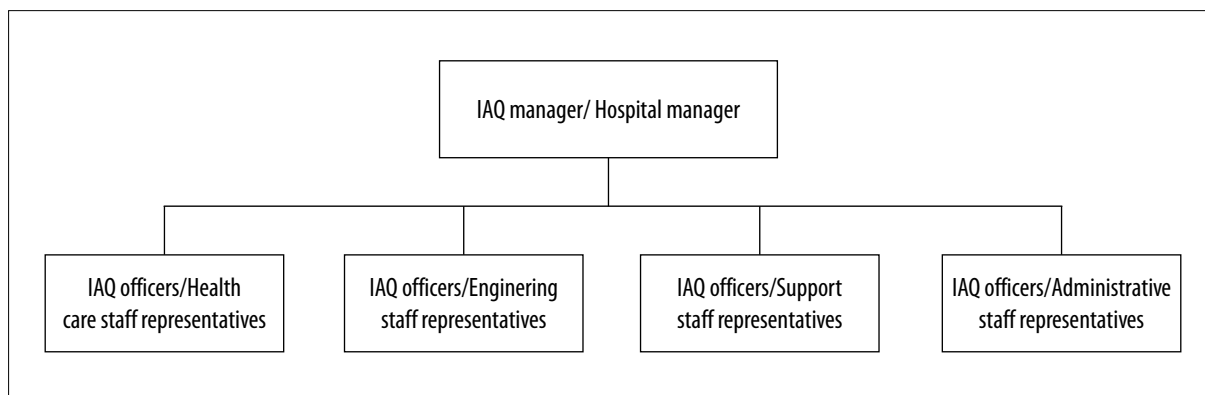 IAQ manager/ Hospital manager
IAQ officers/Health
care staff representatives
IAQ officers/Enginering
staff representatives
IAQ officers/Support
staff representatives
IAQ officers/Administrative
staff representatives